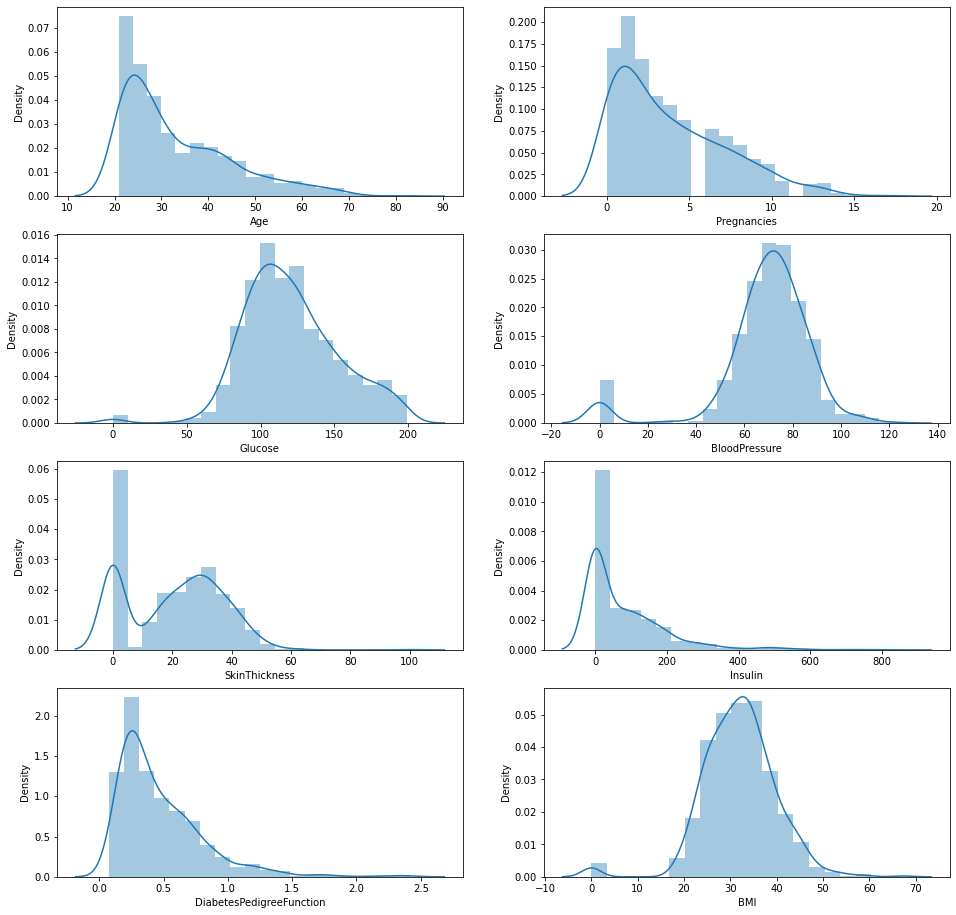 Density
0.07
0.06
0.05
0.04
0.03
0.02
0.01
0.00
10 20 30 40 50 60 70 80 90
Age
Density
0.200
0.175
0.150
0.125
0.100
0.075
0.050
0.025
0.000
0 5 10 15 20
Pregnancies
Density
0.016
0.014
0.012
0.010
0.008
0.006
0.004
0.002
0.000
0 50 100 150 200
Glucose
Density
0.030
0.025
0.020
0.015
0.010
0.005
0.000
−20 0 20 40 60 80 100 120 140
BloodPressure
Density
0.06
0.05
0.04
0.03
0.02
0.01
0.00
0 20 40 60 80 100
SkinThickness
Density
0.012
0.010
0.008
0.006
0.004
0.002
0.000
0 200 400 600 800
Insulin
Density
2.0
1.5
1.0
0.5
0.0
0.0 0.5 1.0 1.5 2.0 2.5
DiabetesPedigreeFunction
Density
0.05
0.04
0.03
0.02
0.01
0.00
−10 0 10 20 30 40 50 60 70
BMI